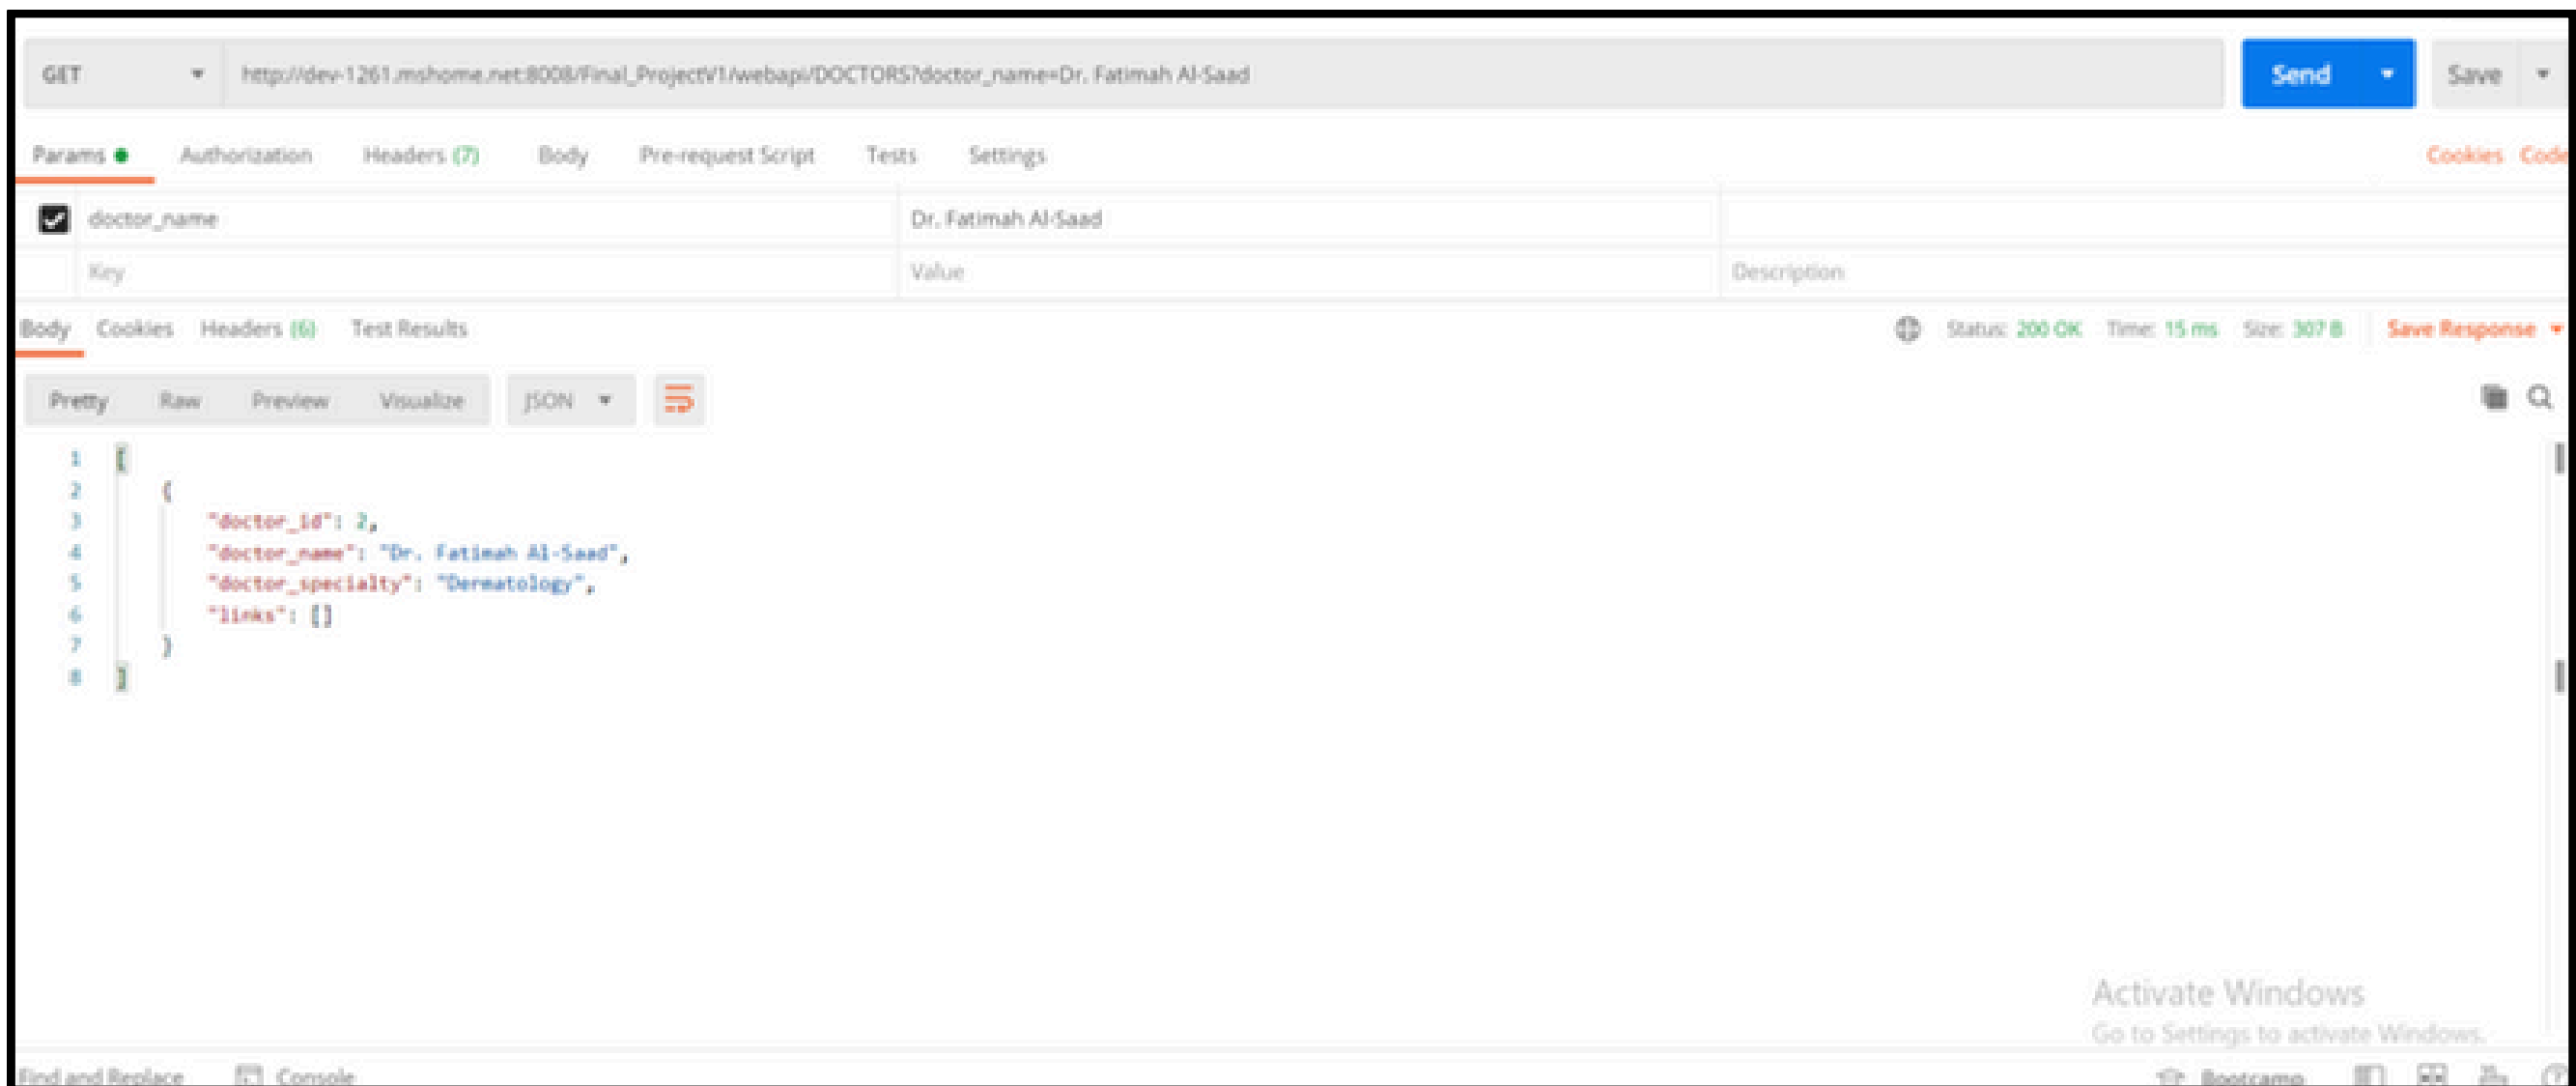 GET http://dev-1261.mshome.net:8008/Final_ProjectV1/webapi/DOCTORS?doctor_name=Dr. Fatimah Al-Saad Send Save
Params Authorization Headers (7) Body Pre-request Script Tests Settings Cookies Code
doctor_name Dr. Fatimah Al-Saad
Key Value Description
Body Cookies Headers (6) Test Results Status: 200 OK Time: 15 ms Size: 307 B Save Response
Pretty Raw Preview Visualize JSON
1 [
2 {
3 "doctor_id": 2,
4 "doctor_name": "Dr. Fatimah Al-Saad",
5 "doctor_specialty": "Dermatology",
6 "links": []
7 }
8 ]
Activate Windows
Go to Settings to activate Windows.
Find and Replace Console Bootcamp